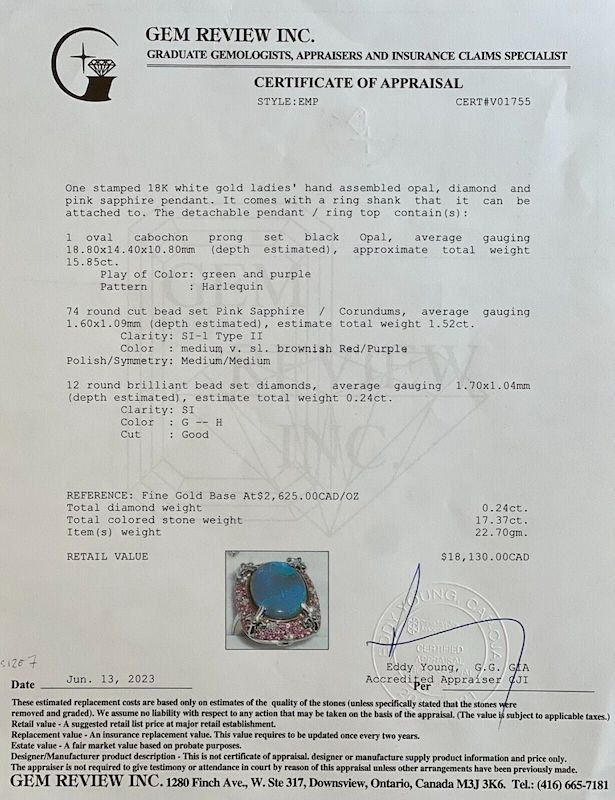 GEM REVIEW INC.
GRADUATE GEMOLOGISTS, APPRAISERS AND INSURANCE CLAIMS SPECIALIST
CERTIFICATE OF APPRAISAL
STYLE:EMP CERT#V01755
One stamped 18K white gold ladies' hand assembled opal, diamond and
pink sapphire pendant. It comes with a ring shank that it can be
attached to. The detachable pendant / ring top contain(s):
1 oval cabochon prong set black Opal, average gauging
18.80x14.40x10.80mm (depth estimated), approximate total weight
15.85ct.
Play of Color: green and purple
Pattern : Harlequin
74 round cut bead set Pink Sapphire / Corundums, average gauging
1.60x1.09mm (depth estimated), estimate total weight 1.52ct.
Clarity: SI-1 Type II
Color : medium v. sl. brownish Red/Purple
Polish/Symmetry: Medium/Medium
12 round brilliant bead set diamonds, average gauging 1.70x1.04mm
(depth estimated), estimate total weight 0.24ct.
Clarity: SI
Color : G -- H
Cut : Good
GEM
REVIEW
INC.
REFERENCE: Fine Gold Base At$2,625.00CAD/OZ
Total diamond weight 0.24ct.
Total colored stone weight 17.37ct.
Item(s) weight 22.70gm.
RETAIL VALUE $18,130.00CAD
EDDY YOUNG,
CERTIFIED
APPRAISAL
Eddy Young, G.G. GIA
Accredited Appraiser CJI
SIZE 7
Date Jun. 13, 2023 Per
These estimated replacement costs are based only on estimates of the quality of the stones (unless specifically stated that the stones were
removed and graded). We assume no liability with respect to any action that may be taken on the basis of the appraisal. (The value is subject to applicable taxes.)
Retail value - A suggested retail list price at major retail establishment.
Replacement value - An insurance replacement value. This value requires to be updated once every two years.
Estate value - A fair market value based on probate purposes.
Designer/Manufacturer product description - This is not certificate of appraisal. designer or manufacture supply product information and price only.
The appraiser is not required to give testimony or attendance in court by reason of this appraisal unless other arrangements have been previously made.
GEM REVIEW INC. 1280 Finch Ave., W. Ste 317, Downsview, Ontario, Canada M3J 3K6. Tel.: (416) 665-7181